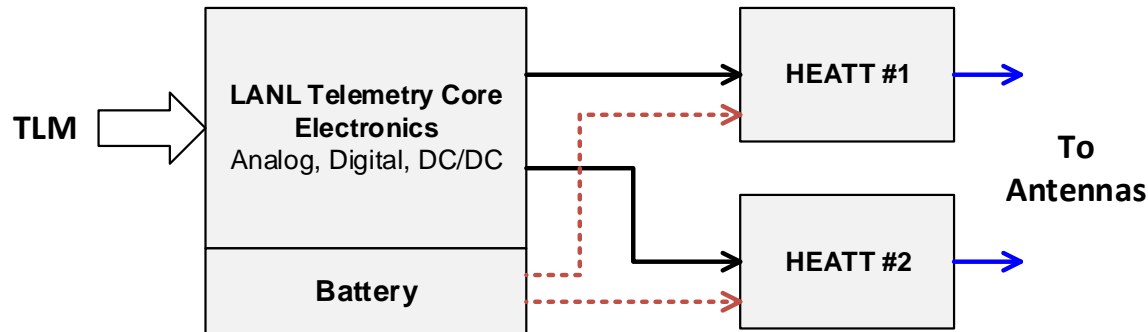 TLM
LANL Telemetry Core
Electronics
Analog, Digital, DC/DC
Battery
HEATT #1
HEATT #2
To
Antennas